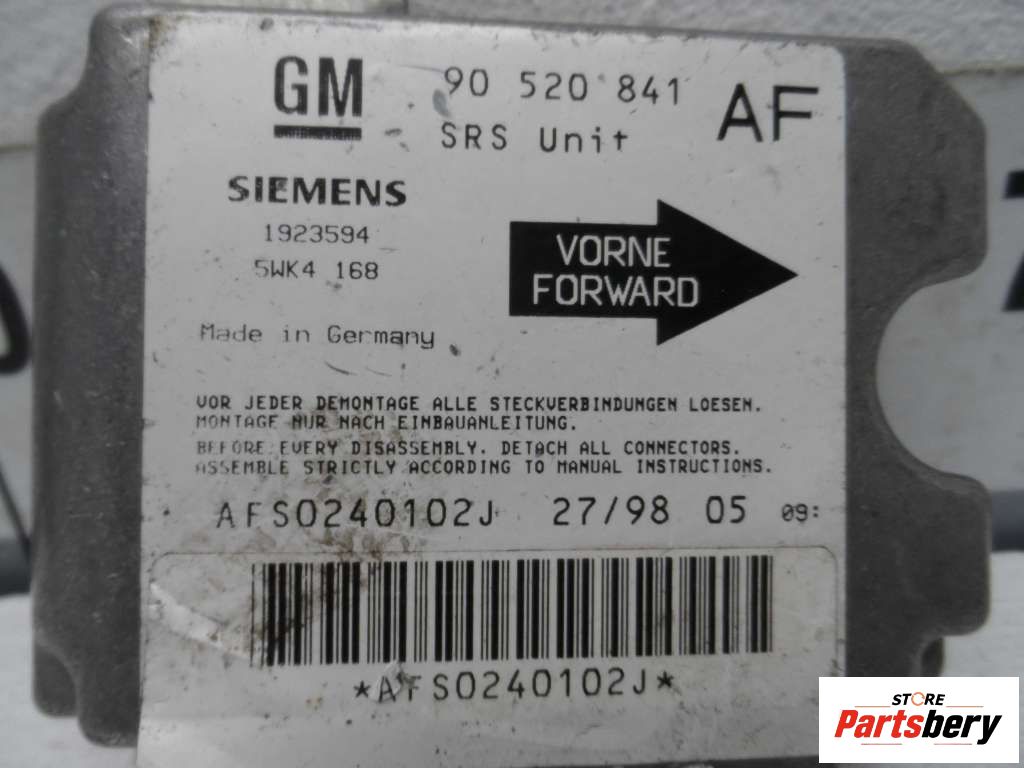 GM
90 520 841
AF
SRS Unit
SIEMENS
1923594
5WK4 168
VORNE
FORWARD
Made in Germany
VOR JEDER DEMONTAGE ALLE STECKVERBINDUNGEN LOESEN.
MONTAGE NUR NACH EINBAUANLEITUNG.
BEFORE EVERY DISASSEMBLY. DETACH ALL CONNECTORS.
ASSEMBLE STRICTLY ACCORDING TO MANUAL INSTRUCTIONS.
AFS0240102J 27/98 05 09:
*AFS0240102J*
STORE
Partsbery